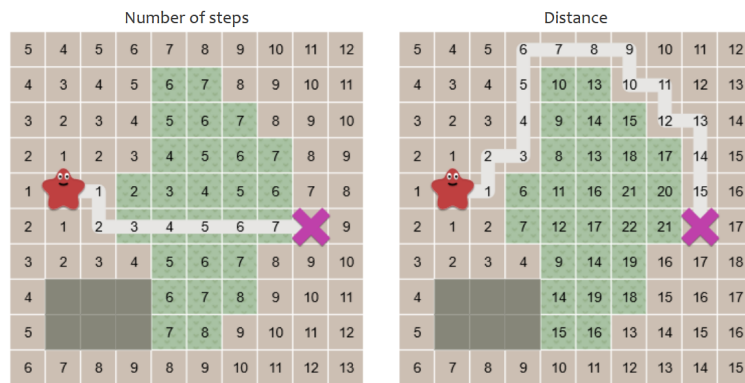 Number of steps
5 4 5 6 7 8 9 10 11 12
4 3 4 5 6 7 8 9 10 11
3 2 3 4 5 6 7 8 9 10
2 1 2 3 4 5 6 7 8 9
1 1 2 3 4 5 6 7 8
2 1 2 3 4 5 6 7 9
3 2 3 4 5 6 7 8 9 10
4 6 7 8 9 10 11
5 7 8 9 10 11 12
6 7 8 9 8 9 10 11 12 13
Distance
5 4 5 6 7 8 9 10 11 12
4 3 4 5 10 13 10 11 12 13
3 2 3 4 9 14 15 12 13 14
2 1 2 3 8 13 18 17 14 15
1 1 6 11 16 21 20 15 16
2 1 2 7 12 17 22 21 17
3 2 3 4 9 14 19 16 17 18
4 14 19 18 15 16 17
5 15 16 13 14 15 16
6 7 8 9 10 11 12 13 14 15